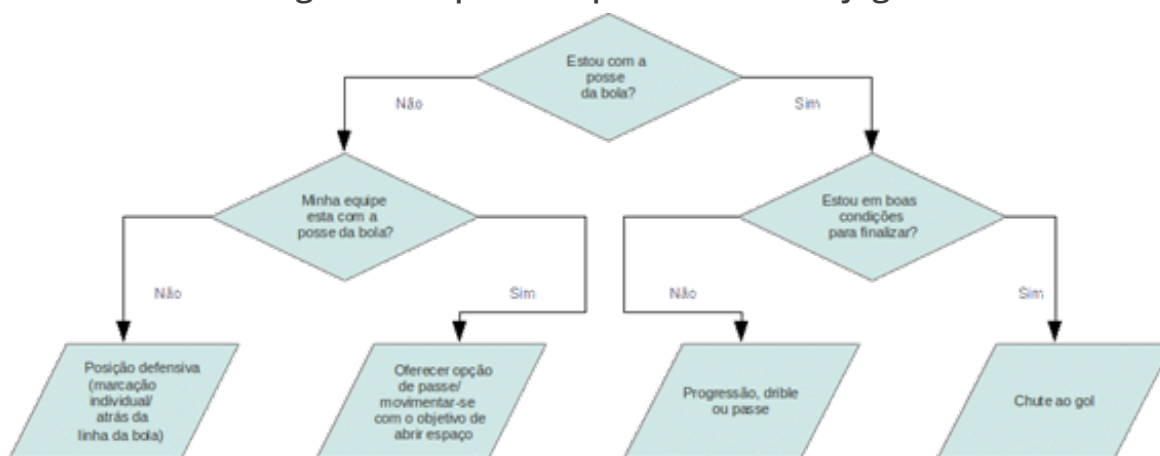 Estou com a
posse
da bola?
Não
Sim
Minha equipe
esta com a
posse da bola?
Estou em boas
condições
para finalizar?
Não
Sim
Não
Sim
Posição defensiva
(marcação
individual/
atrás da
linha da bola)
Oferecer opção
de passe/
movimentar-se
com o objetivo de
abrir espaço
Progressão, drible
ou passe
Chute ao gol